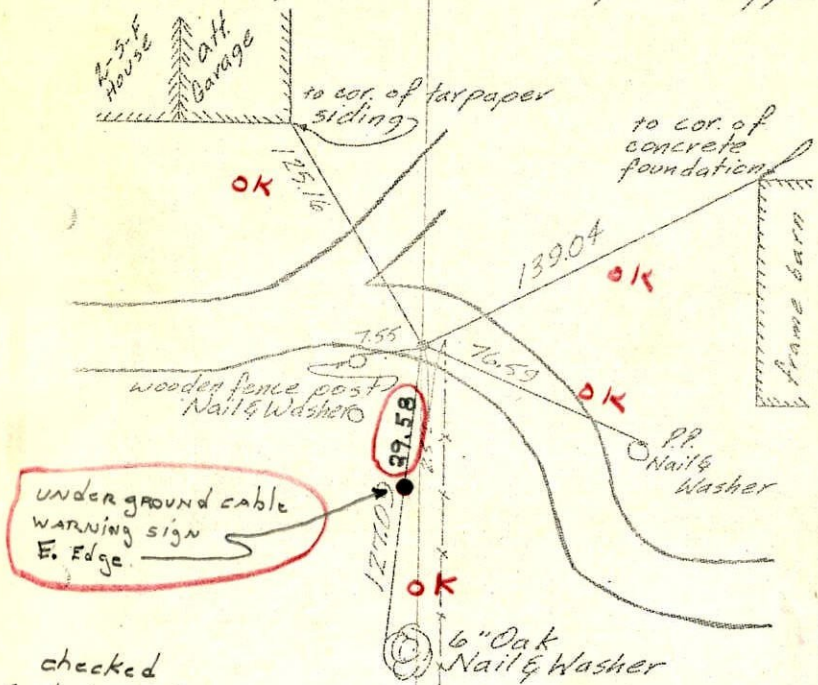 2-S-F
House
att.
Garage
to cor. of tarpaper
siding
to cor. of
concrete
foundation
125.16
OK
139.04
OK
frame barn
7.55
76.59
OK
wooden fence post
Nail & Washer
39.58
P.P.
Nail &
Washer
UNDERGROUND CABLE
WARNING SIGN
E. Edge
OK
6" Oak
Nail & Washer
checked